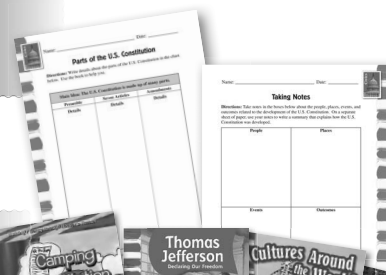 Name: Date:
Parts of the U.S. Constitution
Directions: Write details about the parts of the U.S. Constitution in the chart
below. Use the book to help you.
Main Idea: The U.S. Constitution is made up of many parts.
Preamble Seven Articles Amendments
Details Details Details
Name: Date:
Taking Notes
Directions: Take notes in the boxes below about the people, places, events, and
outcomes related to the development of the U.S. Constitution. On a separate
sheet of paper, use your notes to write a summary that explains how the U.S.
Constitution was developed.
People Places
Events Outcomes
Camping
Thomas
Jefferson
Declaring Our Freedom
Cultures Around
the